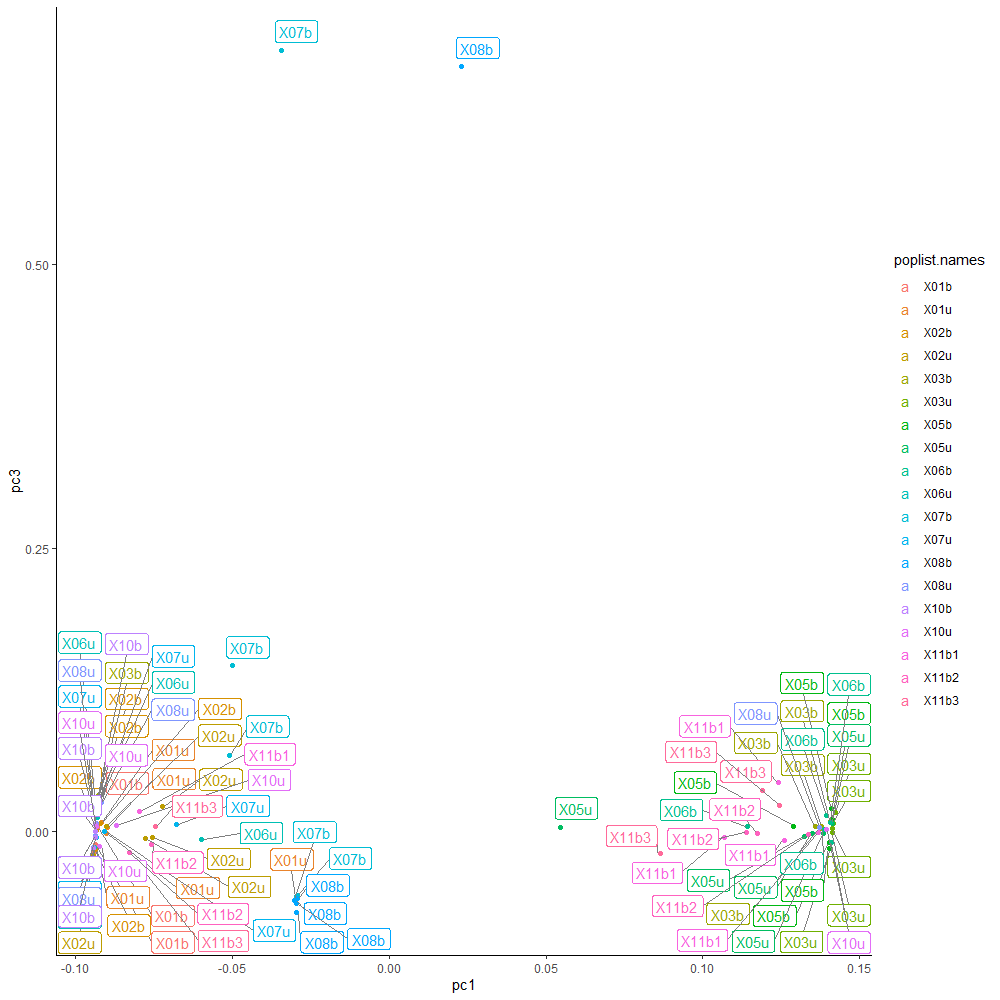 X07b
X08b
0.50
pc3
0.25
0.00
X06u X10b X07u X07b
X08u X03b X06u
X07u X02b X08u X02b
X10u X02b X02u X07b
X10b X10u X01u X11b1
X02u X01b X01u X02u X10u
X10b X11b3 X07u
X06u X07b
X10b X10u X11b2 X02u X01u X07b
X08u X01u X01u X02u X08b
X10b X02b X01b X11b2 X07u X08b
X02u X01b X11b3 X08b X08b
X05b X06b
X08u X03b X05b
X11b1 X03b X06b X05u
X11b3 X11b3 X03b X03u
X05b X03u
X05u X06b X11b2
X11b3 X11b2 X11b1
X11b1 X06b X03u
X05u X05u X05b
X11b2 X03b X05b X03u
X11b1 X05u X03u X10u
-0.10 -0.05 0.00 0.05 0.10 0.15
pc1
poplist.names
a X01b
a X01u
a X02b
a X02u
a X03b
a X03u
a X05b
a X05u
a X06b
a X06u
a X07b
a X07u
a X08b
a X08u
a X10b
a X10u
a X11b1
a X11b2
a X11b3